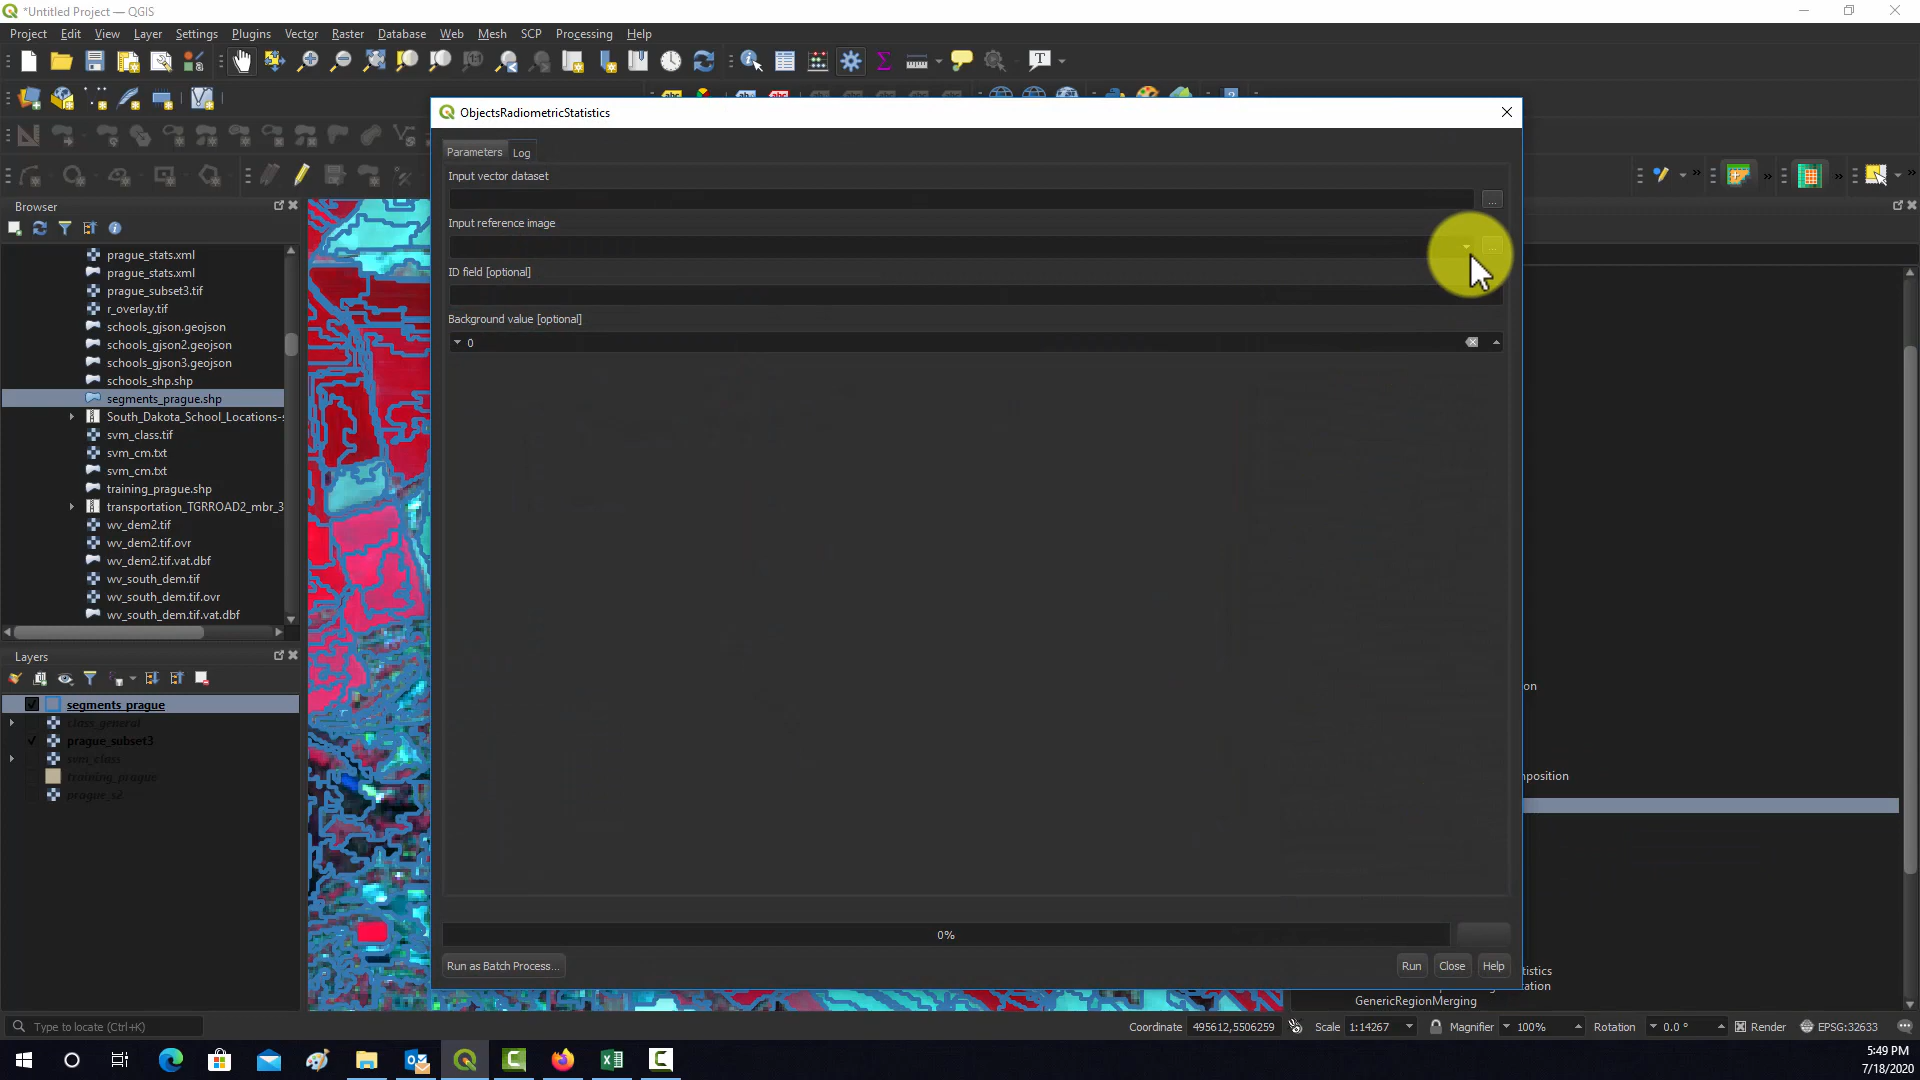 *Untitled Project — QGIS
Project Edit View Layer Settings Plugins Vector Raster Database Web Mesh SCP Processing Help
ObjectsRadiometricStatistics
Parameters Log
Input vector dataset
...
Input reference image
...
ID field [optional]
Background value [optional]
0
0%
Run as Batch Process...
Run Close Help
Browser
prague_stats.xml
prague_stats.xml
prague_subset3.tif
r_overlay.tif
schools_gjson.geojson
schools_gjson2.geojson
schools_gjson3.geojson
schools_shp.shp
segments_prague.shp
South_Dakota_School_Locations-s
svm_class.tif
svm_cm.txt
svm_cm.txt
training_prague.shp
transportation_TGRROAD2_mbr_3
wv_dem2.tif
wv_dem2.tif.ovr
wv_dem2.tif.vat.dbf
wv_south_dem.tif
wv_south_dem.tif.ovr
wv_south_dem.tif.vat.dbf
Layers
segments_prague
class_general
prague_subset3
svm_class
training_prague
prague_s2
on
mposition
tistics
tation
GenericRegionMerging
Type to locate (Ctrl+K)
Coordinate 495612,5506259 Scale 1:14267 Magnifier 100% Rotation 0.0 ° Render EPSG:32633
5:49 PM
7/18/2020